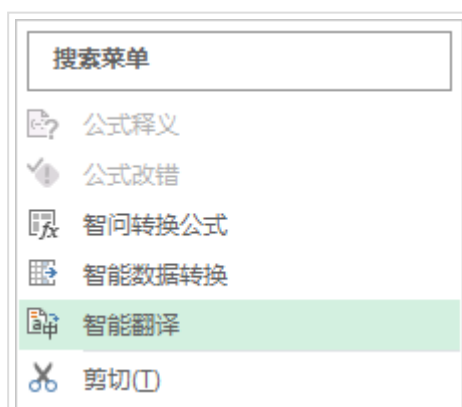 搜索菜单
公式释义
公式改错
智问转换公式
智能数据转换
智能翻译
剪切(T)